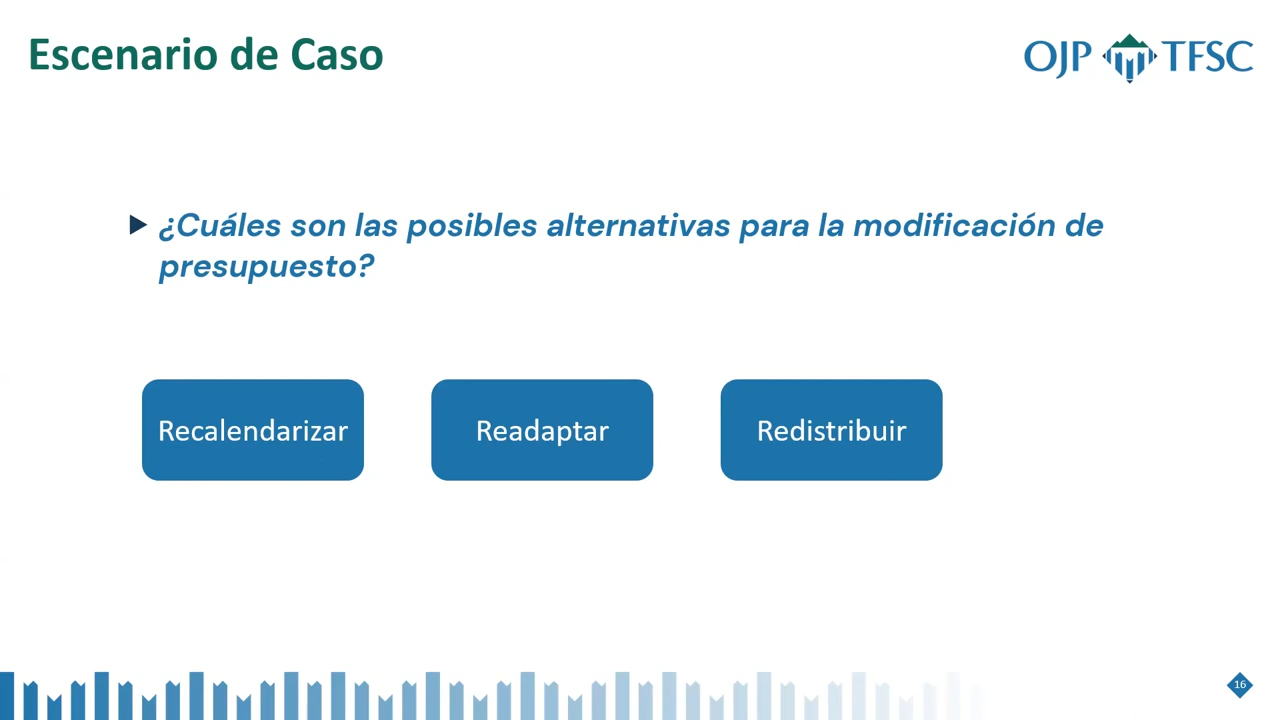 Escenario de Caso
OJP TFSC
¿Cuáles son las posibles alternativas para la modificación de
presupuesto?
Recalendarizar
Readaptar
Redistribuir
16